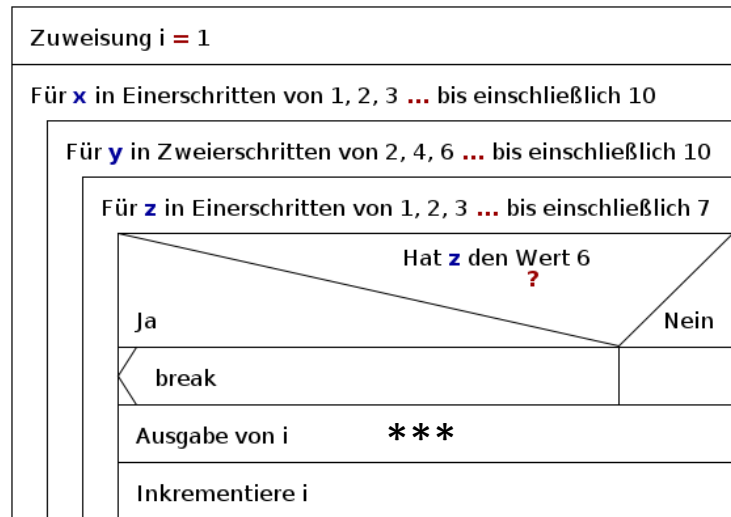 Zuweisung i = 1
Für x in Einerschritten von 1, 2, 3 ... bis einschließlich 10
Für y in Zweierschritten von 2, 4, 6 ... bis einschließlich 10
Für z in Einerschritten von 1, 2, 3 ... bis einschließlich 7
Hat z den Wert 6
?
Ja Nein
break
Ausgabe von i ***
Inkrementiere i